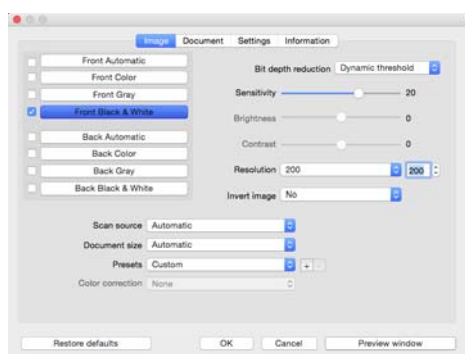 Image Document Settings Information
Front Automatic
Front Color
Front Gray
Front Black & White
Back Automatic
Back Color
Back Gray
Back Black & White
Bit depth reduction Dynamic threshold
Sensitivity 20
Brightness 0
Contrast 0
Resolution 200 200
Invert image No
Scan source Automatic
Document size Automatic
Presets Custom + -
Color correction None
Restore defaults OK Cancel Preview window